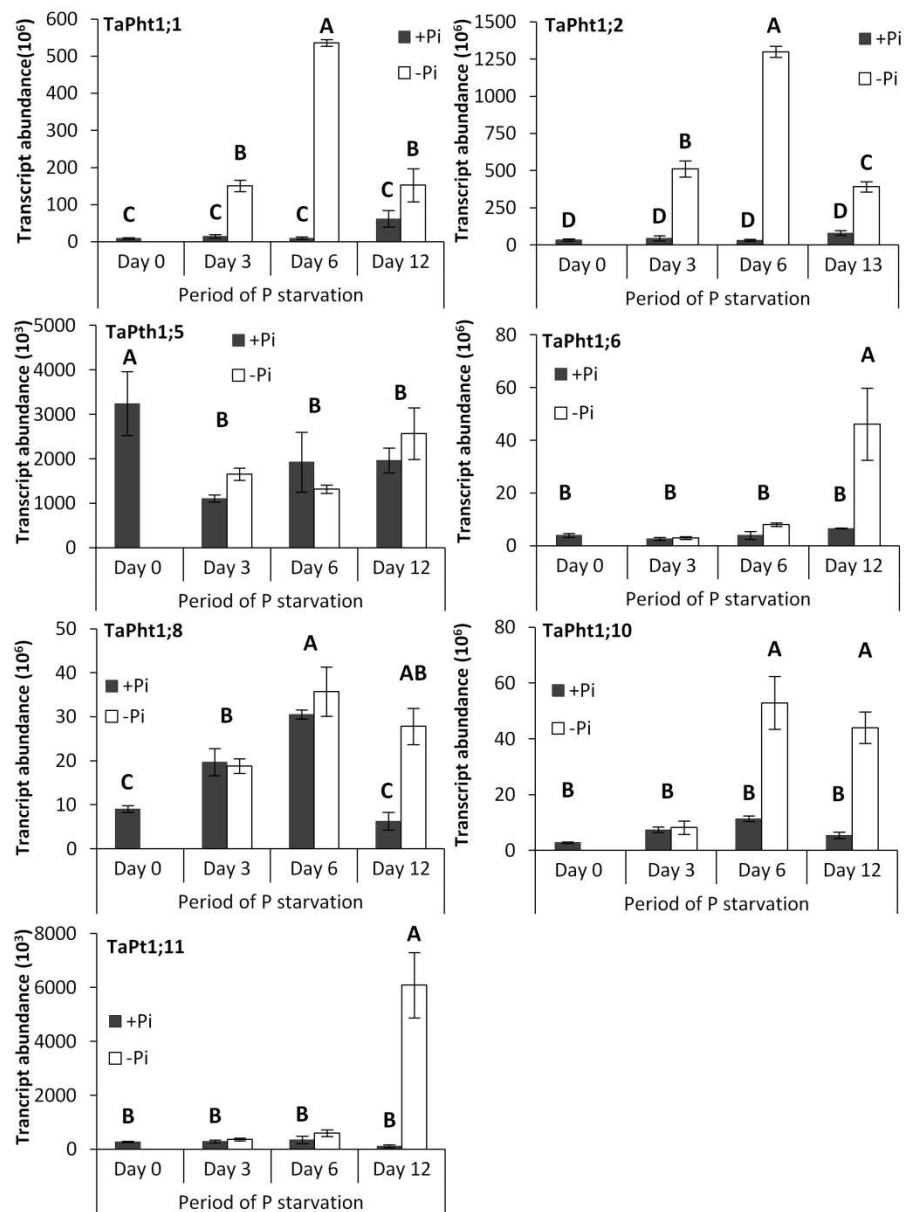 TaPht1;1
Transcript abundance(10⁶)
600
500
400
300
200
100
0
+Pi
-Pi
C
C
B
C
A
C
B
Day 0
Day 3
Day 6
Day 12
Period of P starvation
TaPht1;2
Transcript abundance (10⁶)
1500
1250
1000
750
500
250
0
+Pi
-Pi
D
D
B
D
A
D
C
Day 0
Day 3
Day 6
Day 13
Period of P starvation
TaPth1;5
Transcript abundance (10³)
5000
4000
3000
2000
1000
0
+Pi
-Pi
A
B
B
B
Day 0
Day 3
Day 6
Day 12
Period of P starvation
TaPht1;6
Transcript abundance (10⁶)
80
60
40
20
0
+Pi
-Pi
B
B
B
B
A
Day 0
Day 3
Day 6
Day 12
Period of P starvation
TaPht1;8
Trancript abundance (10⁶)
50
40
30
20
10
0
+Pi
-Pi
C
B
A
C
AB
Day 0
Day 3
Day 6
Day 12
Period of P starvation
TaPht1;10
Transcript abundance (10⁶)
80
60
40
20
0
+Pi
-Pi
B
B
B
A
B
A
Day 0
Day 3
Day 6
Day 12
Period of P starvation
TaPt1;11
Trancript abundance (10³)
8000
6000
4000
2000
0
+Pi
-Pi
B
B
B
B
A
Day 0
Day 3
Day 6
Day 12
Period of P starvation